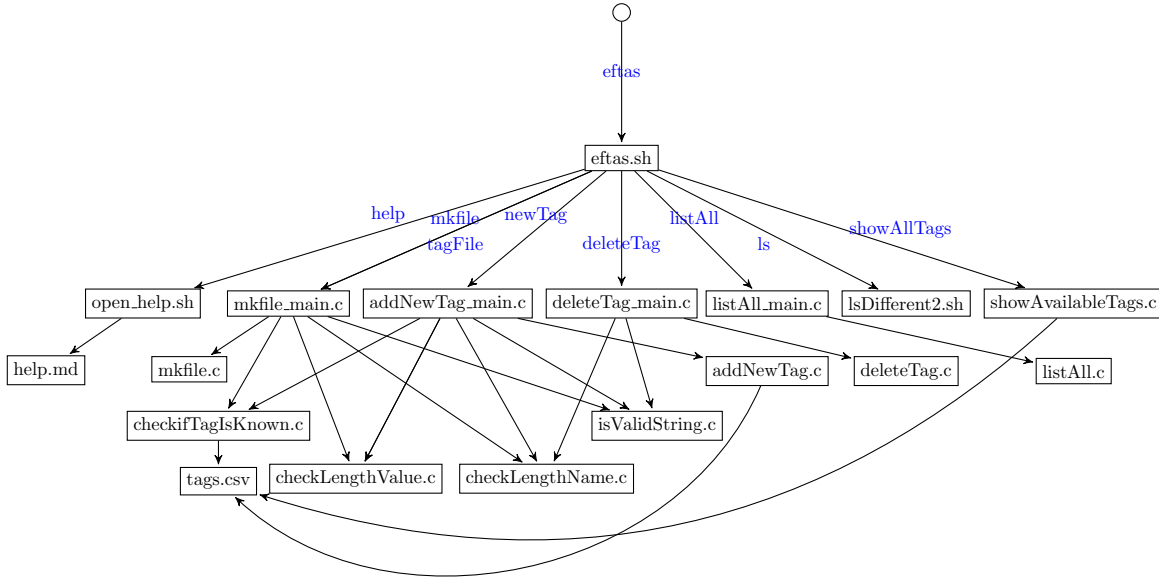 eftas
eftas.sh
help
mkfile
newTag
listAll
showAllTags
tagFile
deleteTag
ls
open_help.sh
mkfile_main.c
addNewTag_main.c
deleteTag_main.c
listAll_main.c
lsDifferent2.sh
showAvailableTags.c
help.md
mkfile.c
addNewTag.c
deleteTag.c
listAll.c
checkifTagIsKnown.c
isValidString.c
tags.csv
checkLengthValue.c
checkLengthName.c